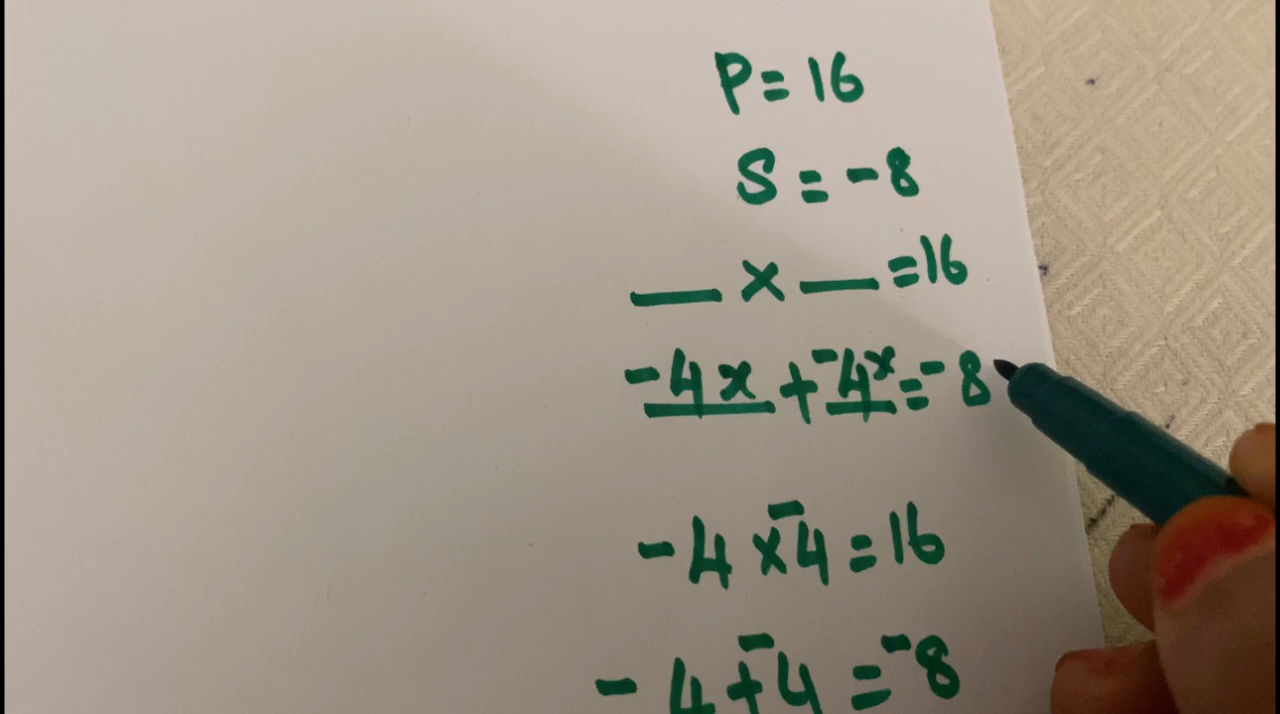 P = 16
S = -8
__ x __ = 16
-4x + -4x = -8
-4 x -4 = 16
-4 + -4 = -8